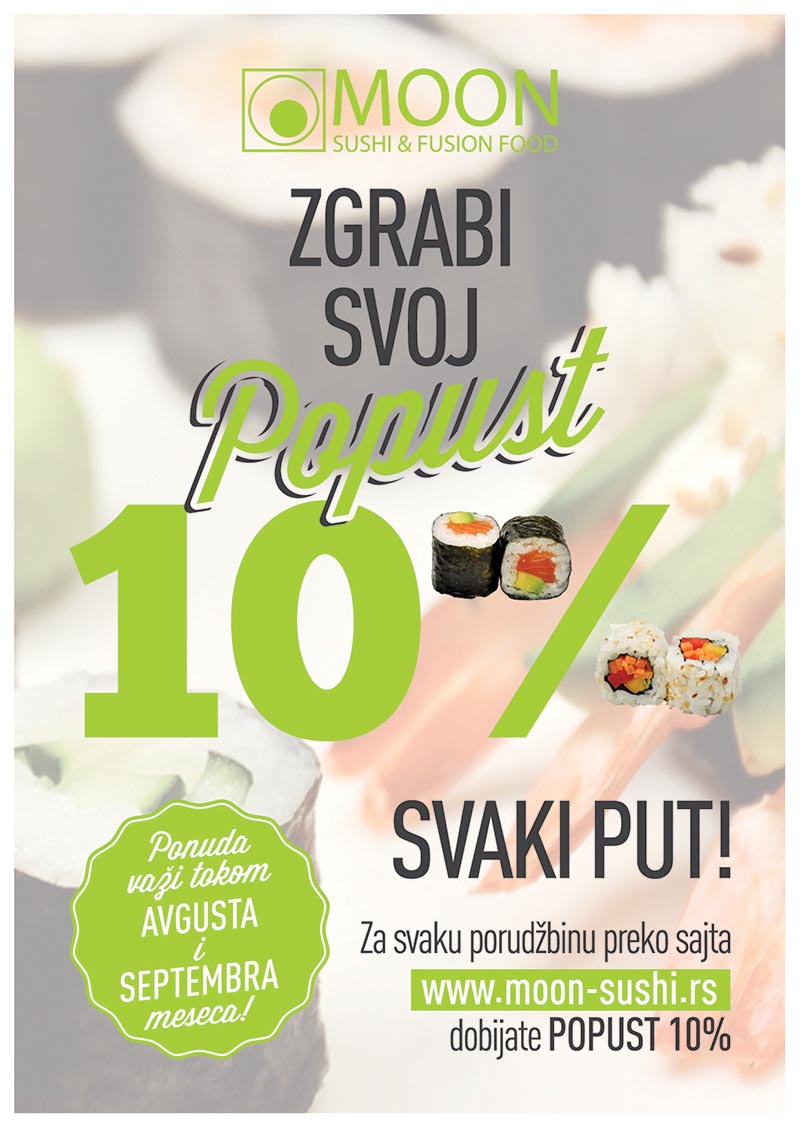 MOON
SUSHI & FUSION FOOD
ZGRABI
SVOJ
Popust
10%
SVAKI PUT!
Ponuda
važi tokom
AVGUSTA
i
SEPTEMBRA
meseca!
Za svaku porudžbinu preko sajta
www.moon-sushi.rs
dobijate POPUST 10%